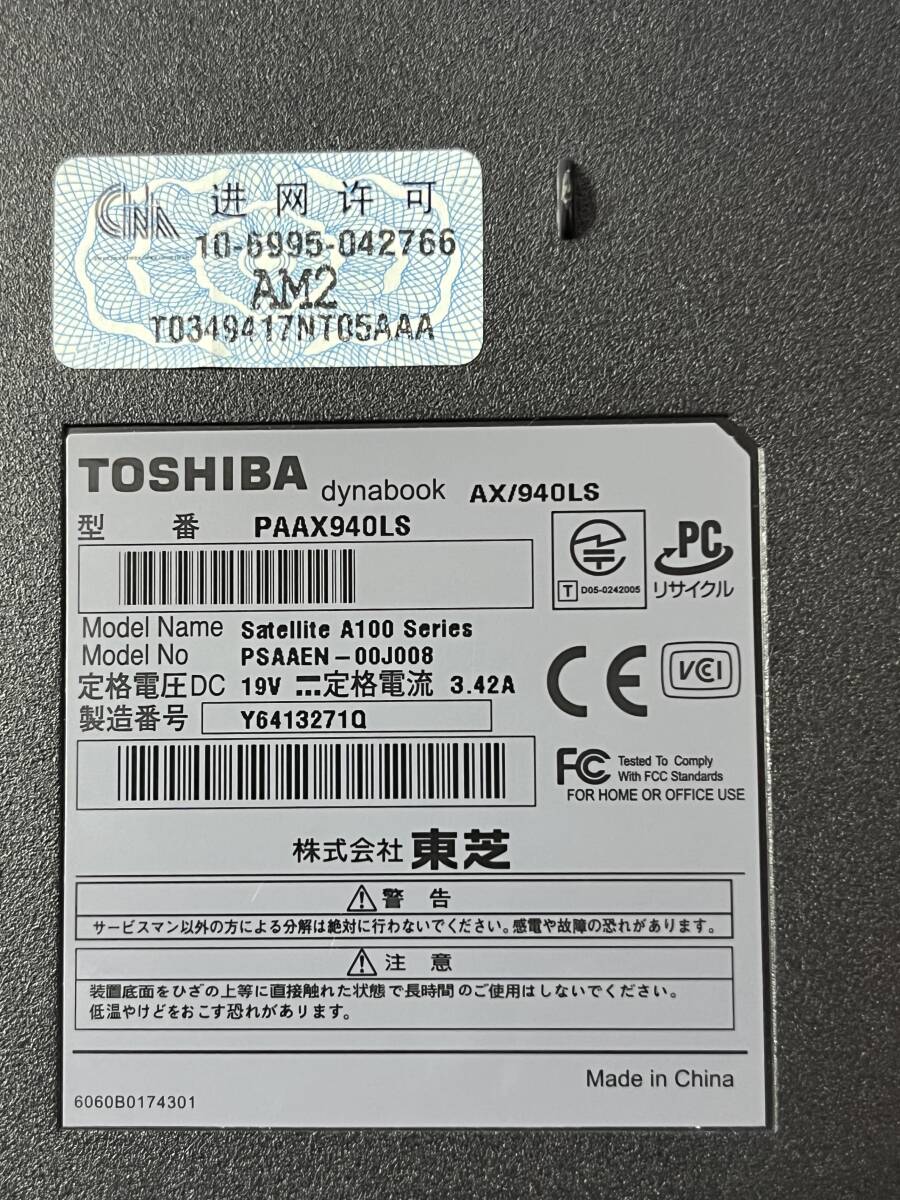 CNA 进网许可
10-6995-042766
AM2
T0349417NT05AAA
TOSHIBA dynabook AX/940LS
型番 PAAX940LS
T D05-0242005
PC
リサイクル
Model Name Satellite A100 Series
Model No PSAAEN-00J008
定格電圧DC 19V 定格電流 3.42A
製造番号 Y6413271Q
CE
VCI
FC Tested To Comply
With FCC Standards
FOR HOME OR OFFICE USE
株式会社 東芝
⚠警告
サービスマン以外の方による分解は絶対に行わないでください。感電や故障の恐れがあります。
⚠注意
装置底面をひざの上等に直接触れた状態で長時間のご使用はしないでください。
低温やけどをおこす恐れがあります。
Made in China
6060B0174301